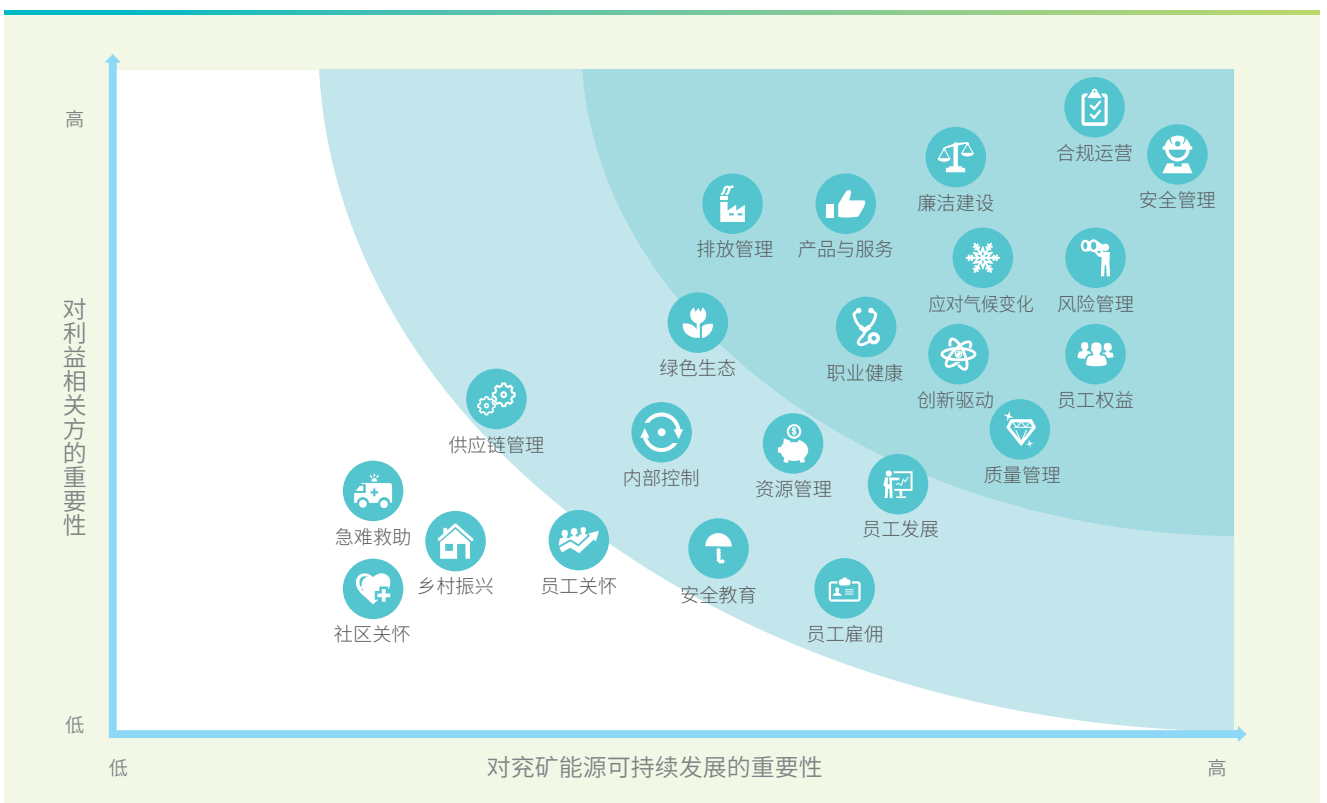 高
对利益相关方的重要性
低
合规运营
安全管理
廉洁建设
排放管理
产品与服务
应对气候变化
风险管理
绿色生态
职业健康
创新驱动
员工权益
供应链管理
内部控制
资源管理
质量管理
急难救助
乡村振兴
员工关怀
安全教育
员工发展
社区关怀
员工雇佣
低
对兖矿能源可持续发展的重要性
高